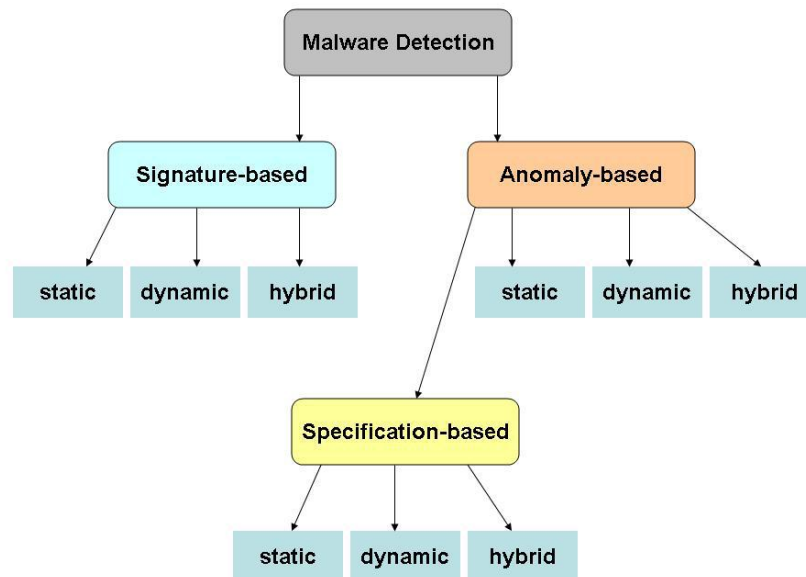 Malware Detection
Signature-based
Anomaly-based
static
dynamic
hybrid
static
dynamic
hybrid
Specification-based
static
dynamic
hybrid